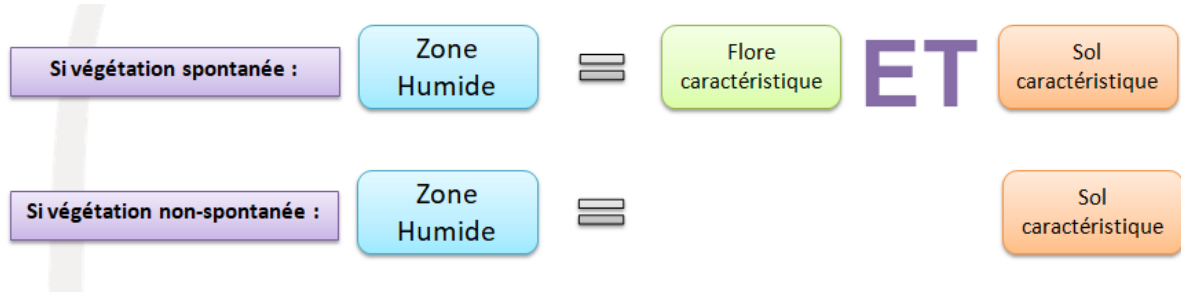 Si végétation spontanée :
Zone
Humide
=
Flore
caractéristique
ET
Sol
caractéristique
Si végétation non-spontanée :
Zone
Humide
=
Sol
caractéristique